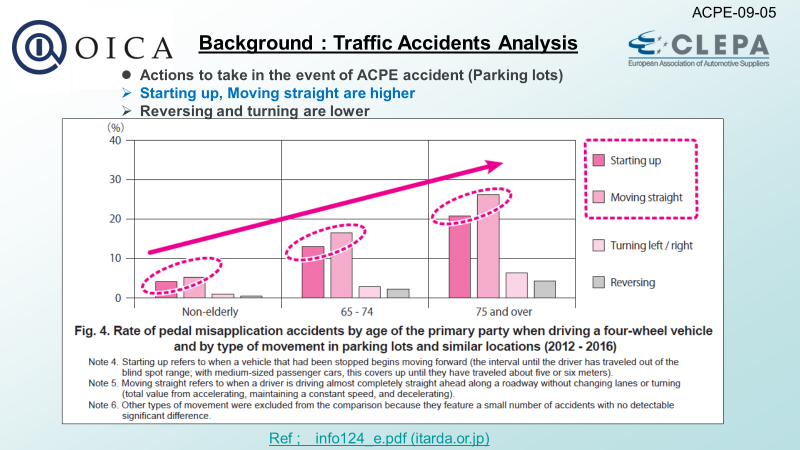 ACPE-09-05
OICA
Background : Traffic Accidents Analysis
CLEPA
European Association of Automotive Suppliers
● Actions to take in the event of ACPE accident (Parking lots)
➢ Starting up, Moving straight are higher
➢ Reversing and turning are lower
(%)
40
30
20
10
0
Non-elderly
65 - 74
75 and over
Starting up
Moving straight
Turning left / right
Reversing
Fig. 4. Rate of pedal misapplication accidents by age of the primary party when driving a four-wheel vehicle
and by type of movement in parking lots and similar locations (2012 - 2016)
Note 4. Starting up refers to when a vehicle that had been stopped begins moving forward (the interval until the driver has traveled out of the
blind spot range; with medium-sized passenger cars, this covers up until they have traveled about five or six meters).
Note 5. Moving straight refers to when a driver is driving almost completely straight ahead along a roadway without changing lanes or turning
(total value from accelerating, maintaining a constant speed, and decelerating).
Note 6. Other types of movement were excluded from the comparison because they feature a small number of accidents with no detectable
significant difference.
Ref ;　info124_e.pdf (itarda.or.jp)